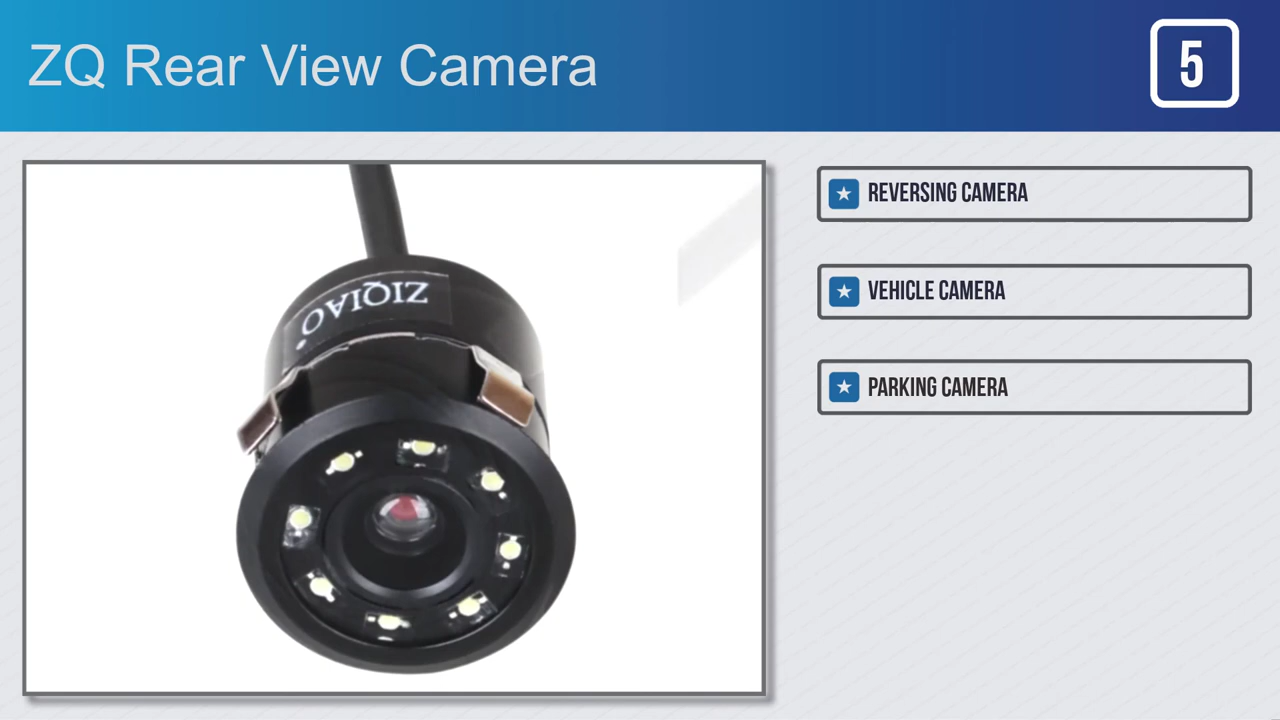 ZQ Rear View Camera
5
ZIQIAO
REVERSING CAMERA
VEHICLE CAMERA
PARKING CAMERA